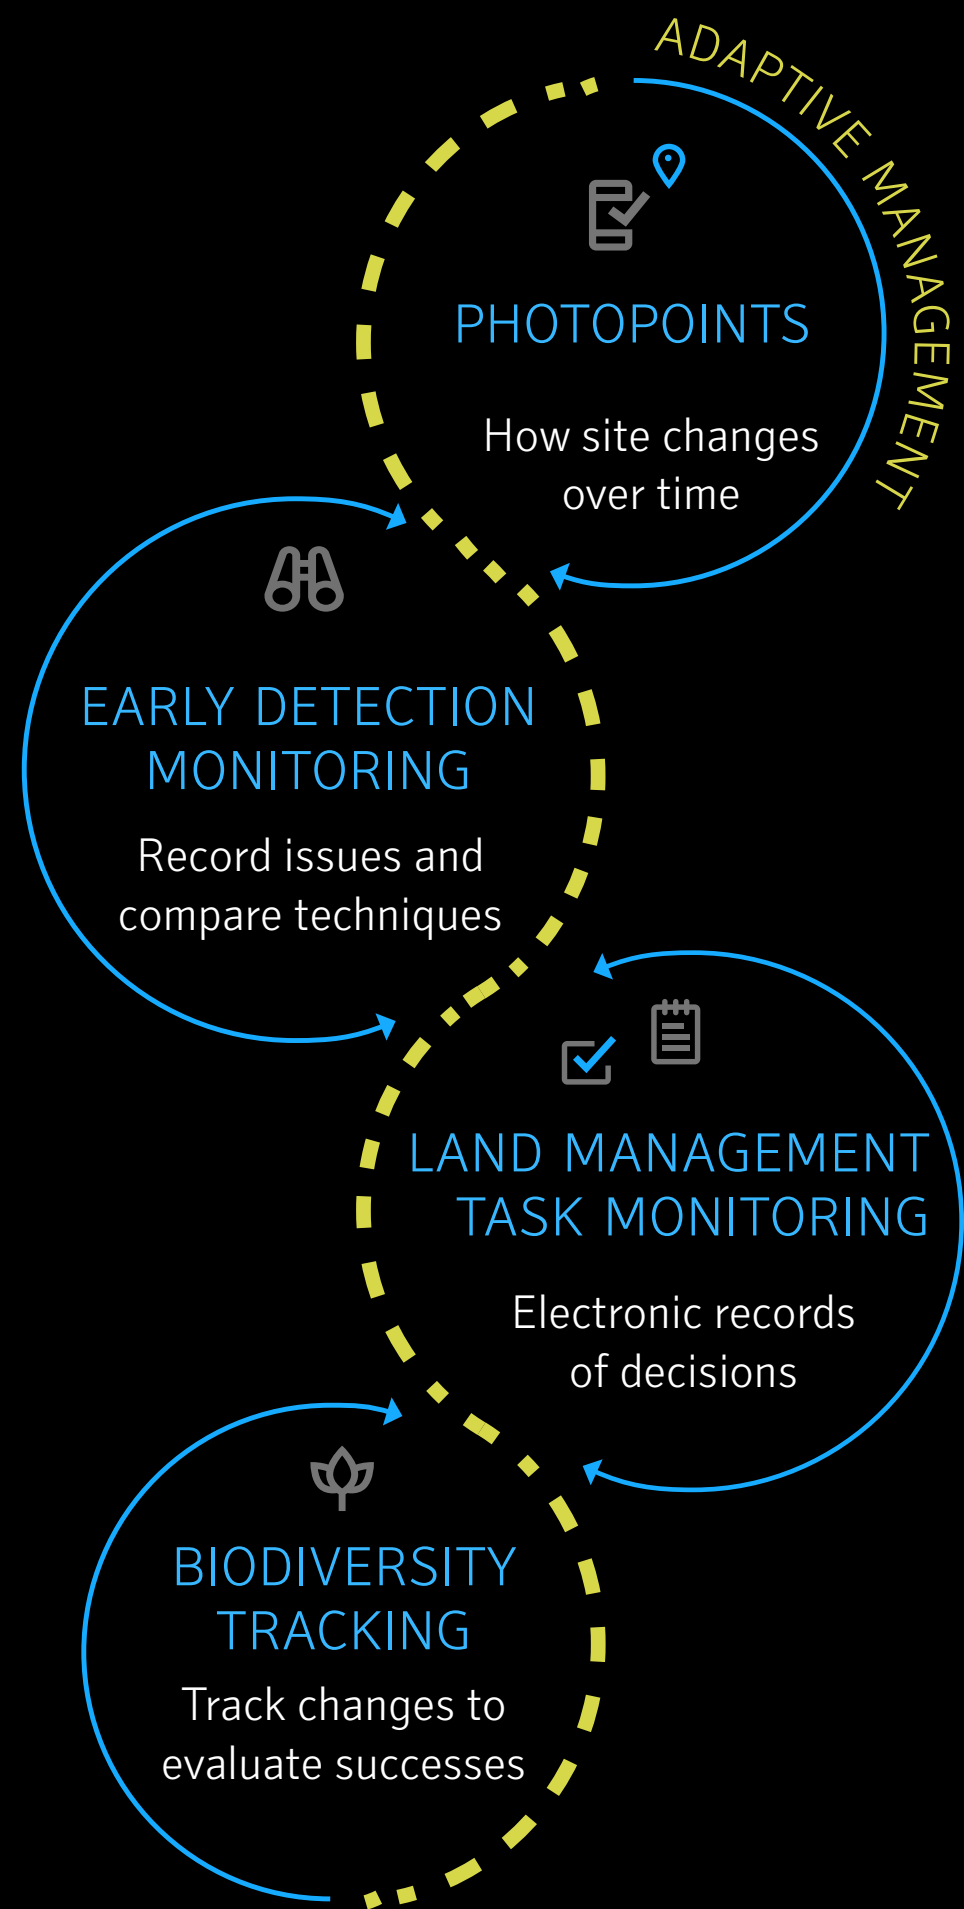 ADAPTIVE MANAGEMENT
PHOTOPOINTS
How site changes
over time
EARLY DETECTION
MONITORING
Record issues and
compare techniques
LAND MANAGEMENT
TASK MONITORING
Electronic records
of decisions
BIODIVERSITY
TRACKING
Track changes to
evaluate successes